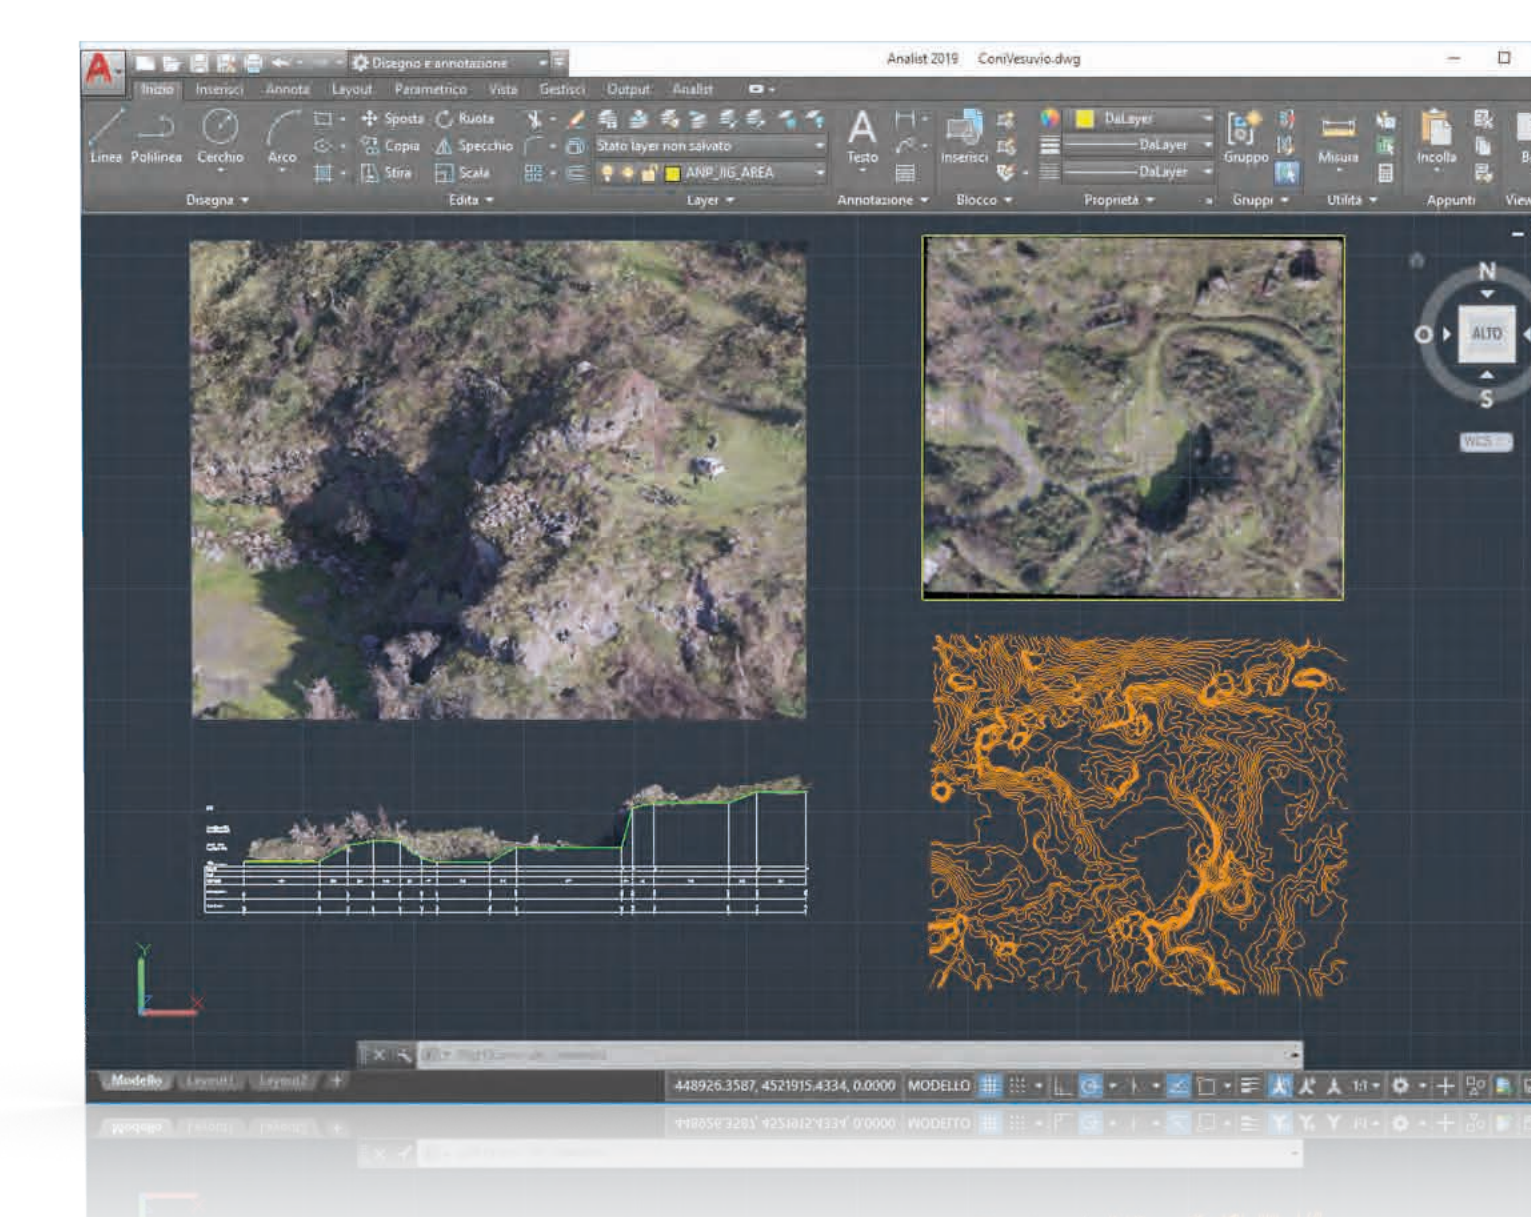 Disegno e annotazione
Analist 2019 ConiVesuvio.dwg
Inizio Inserisci Annota Layout Parametrico Vista Gestisci Output Analist
Sposta Ruota DaLayer
Copia Specchio Stato layer non salvato DaLayer
Linea Polilinea Cerchio Arco Testo Inserisci Gruppo Misura Incolla
Stira Scala ANP_JIG_AREA DaLayer
Disegna Edita Layer Annotazione Blocco Proprietà Gruppi Utilità Appunti View
N
O ALTO
S
WCS
Y
X
Modello Layout1 Layout2 + 448926.3587, 4521915.4334, 0.0000 MODELLO 1:1